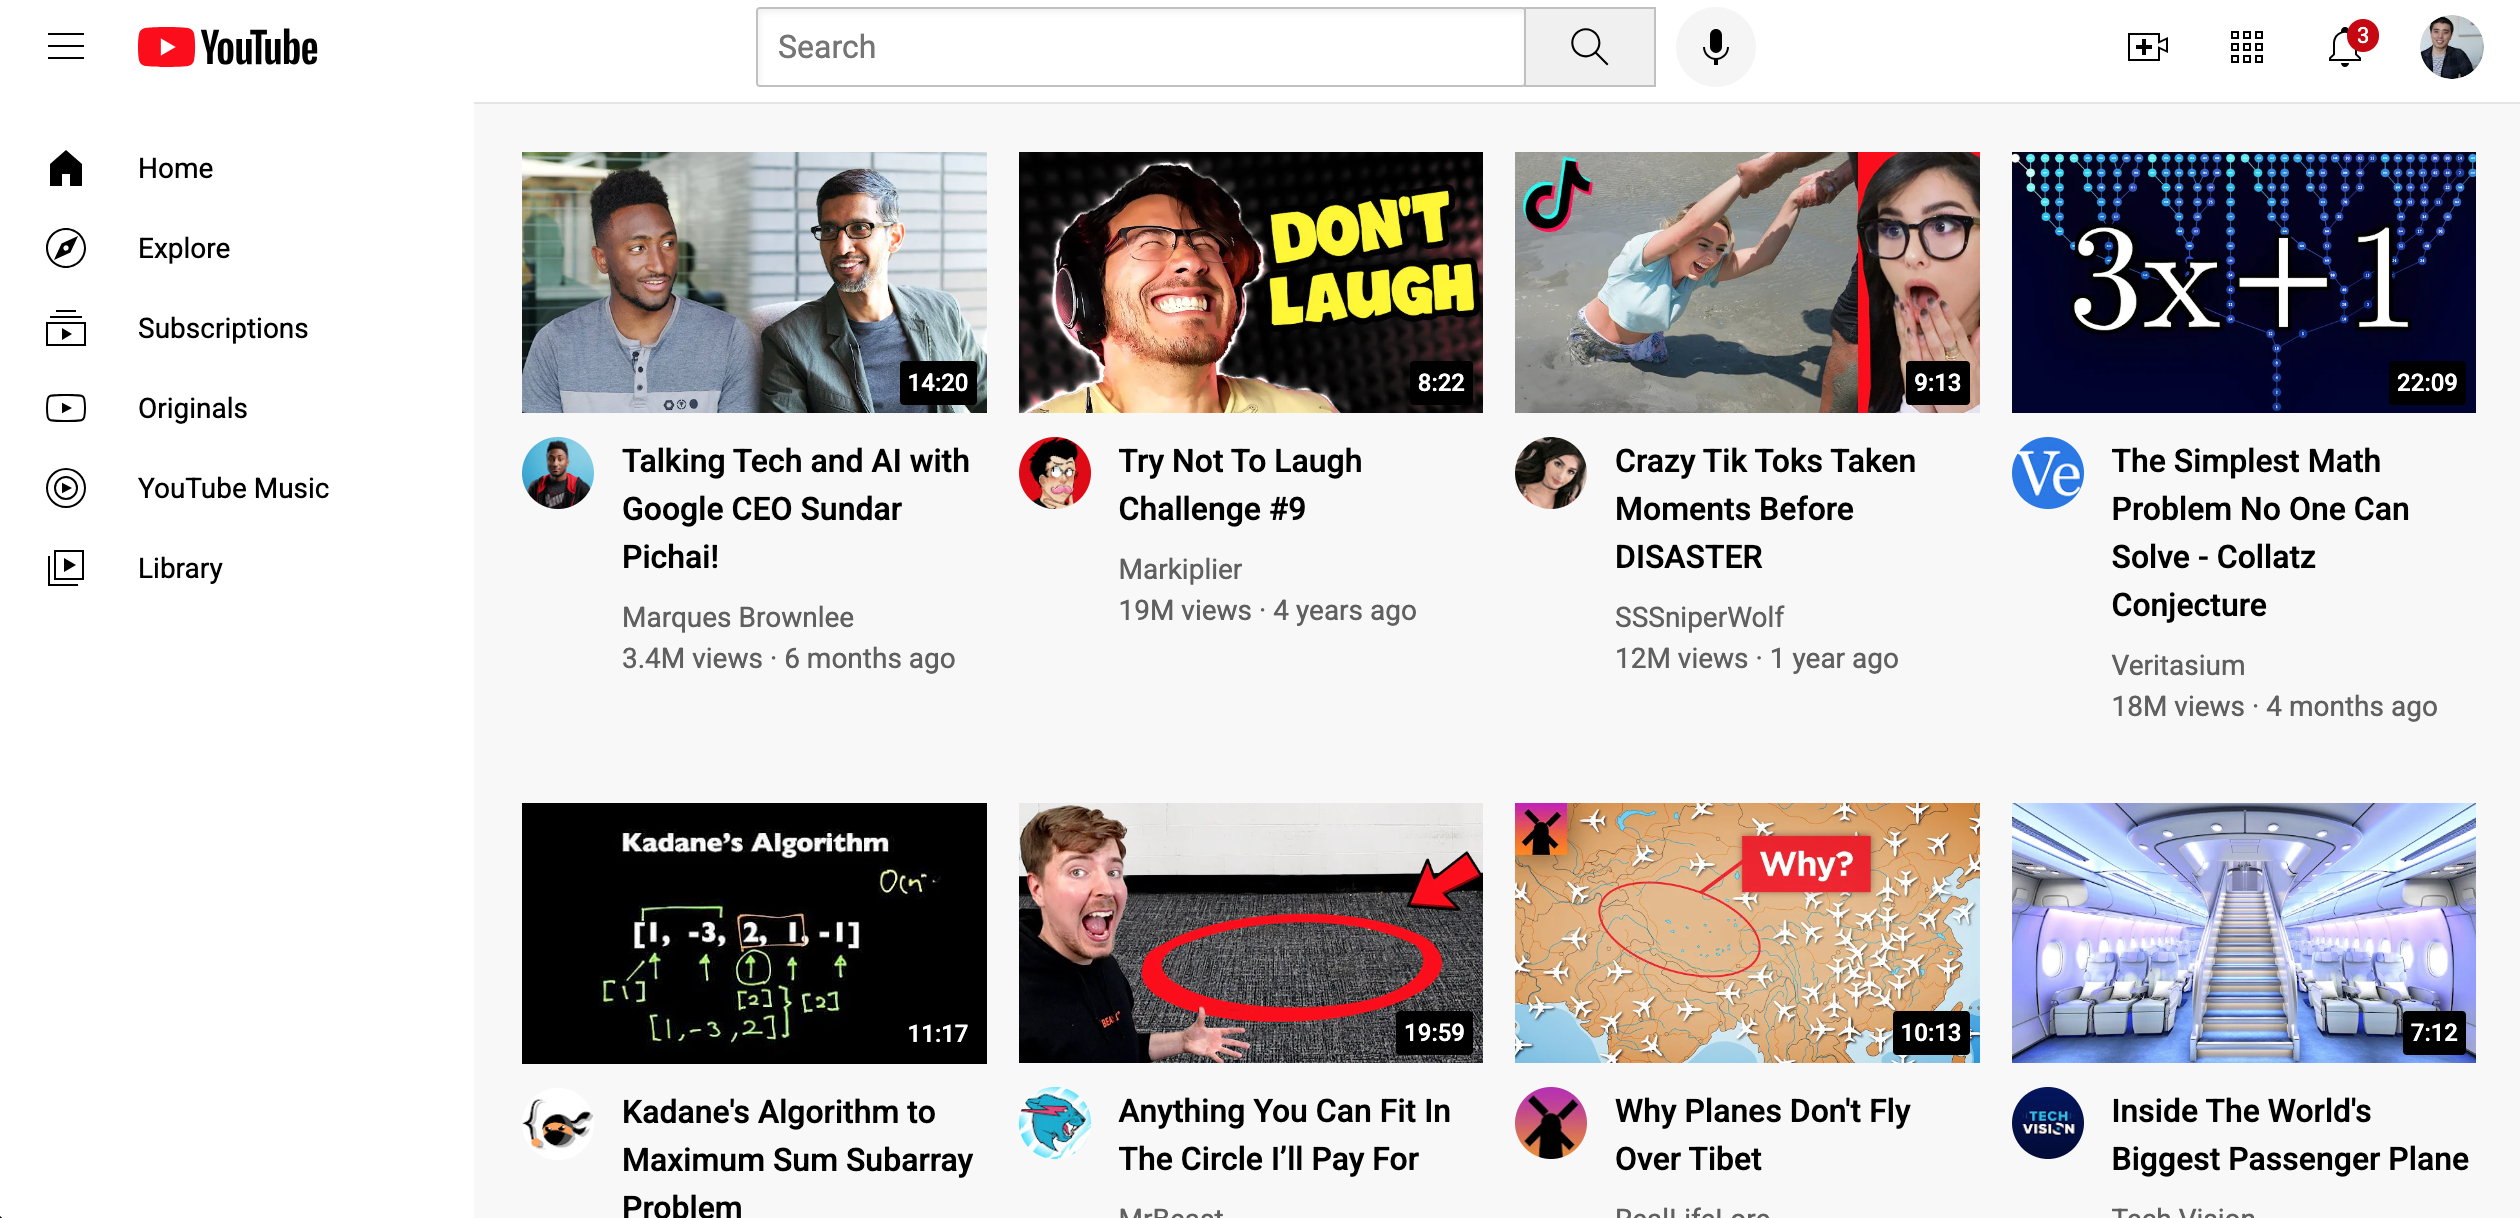 YouTube
Search
3
Home
Explore
Subscriptions
Originals
YouTube Music
Library
14:20
DON'T
LAUGH
8:22
9:13
3x+1
22:09
Talking Tech and AI with
Google CEO Sundar
Pichai!
Marques Brownlee
3.4M views · 6 months ago
Try Not To Laugh
Challenge #9
Markiplier
19M views · 4 years ago
Crazy Tik Toks Taken
Moments Before
DISASTER
SSSniperWolf
12M views · 1 year ago
Ve
The Simplest Math
Problem No One Can
Solve - Collatz
Conjecture
Veritasium
18M views · 4 months ago
Kadane's Algorithm
[1, -3, 2, 1, -1]
[1]
[2]
[2]
[1, -3, 2]
11:17
19:59
Why?
10:13
7:12
Kadane's Algorithm to
Maximum Sum Subarray
Problem
Anything You Can Fit In
The Circle I’ll Pay For
MrBeast
Why Planes Don't Fly
Over Tibet
RealLifeLore
TECH
VISION
Inside The World's
Biggest Passenger Plane
Tech Vision